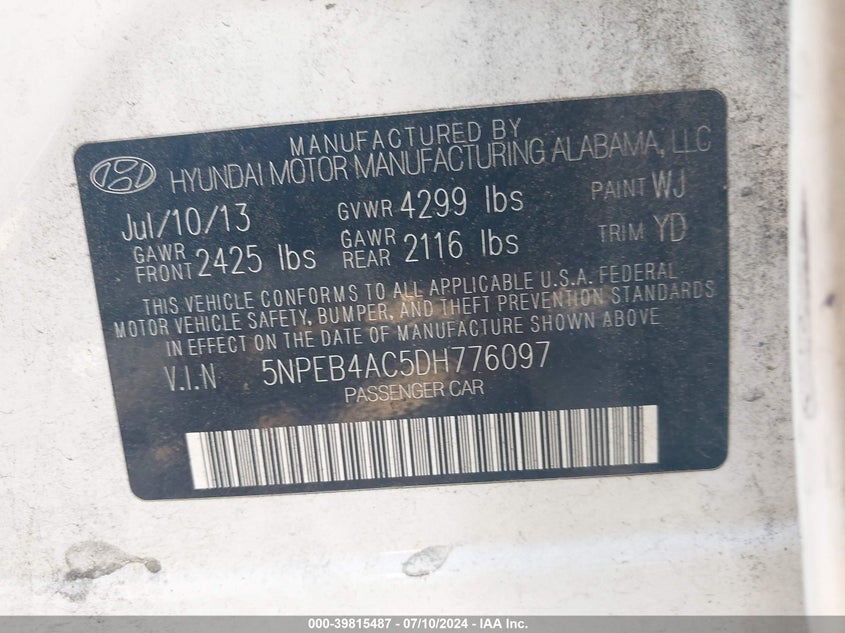 MANUFACTURED BY
HYUNDAI MOTOR MANUFACTURING ALABAMA, LLC
Jul/10/13 GVWR 4299 lbs PAINT WJ
GAWR FRONT 2425 lbs GAWR REAR 2116 lbs TRIM YD
THIS VEHICLE CONFORMS TO ALL APPLICABLE U.S.A. FEDERAL
MOTOR VEHICLE SAFETY, BUMPER, AND THEFT PREVENTION STANDARDS
IN EFFECT ON THE DATE OF MANUFACTURE SHOWN ABOVE
V.I.N 5NPEB4AC5DH776097
PASSENGER CAR
000-39815487 - 07/10/2024 - IAA Inc.